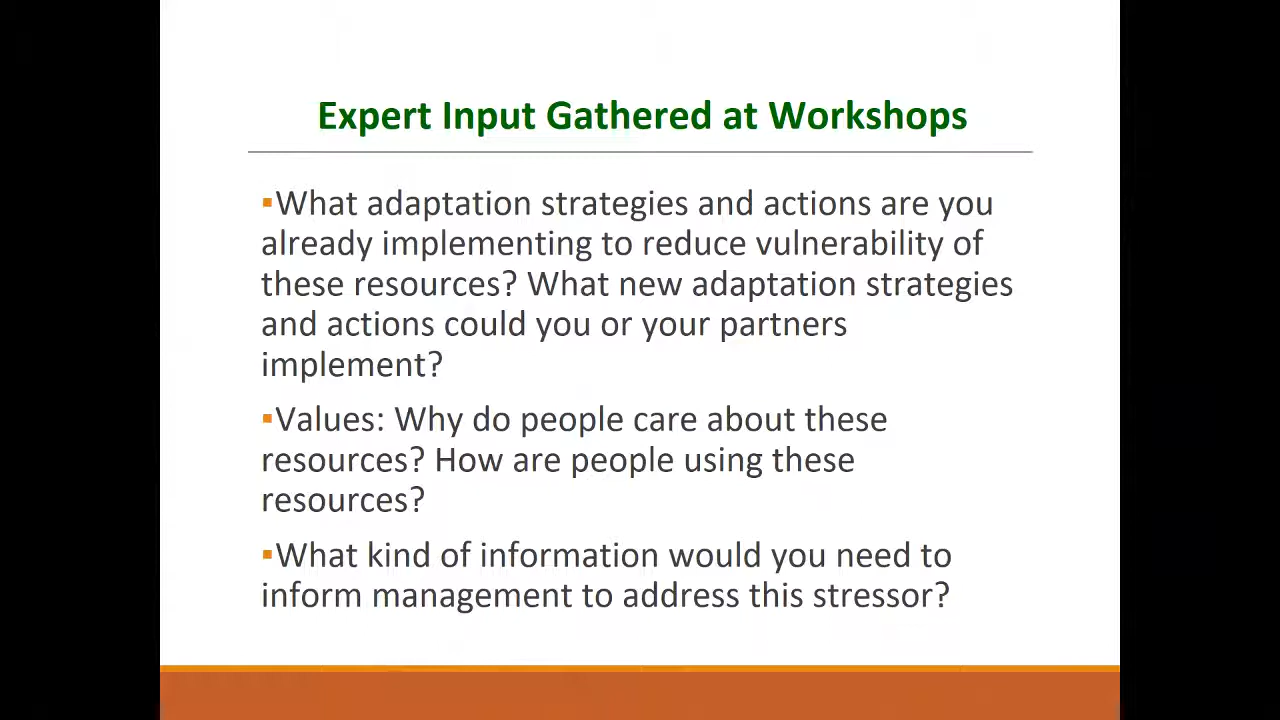 Expert Input Gathered at Workshops
▪What adaptation strategies and actions are you
already implementing to reduce vulnerability of
these resources? What new adaptation strategies
and actions could you or your partners
implement?
▪Values: Why do people care about these
resources? How are people using these
resources?
▪What kind of information would you need to
inform management to address this stressor?